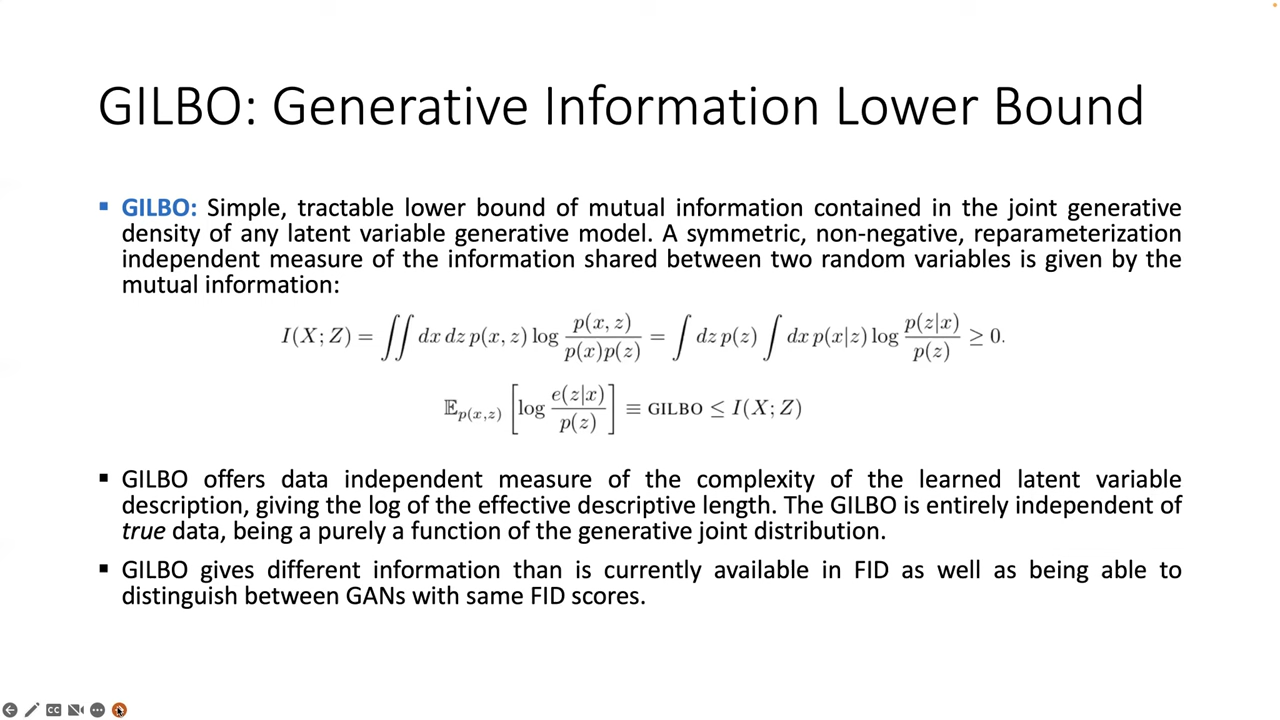 GILBO: Generative Information Lower Bound
▪ GILBO: Simple, tractable lower bound of mutual information contained in the joint generative
density of any latent variable generative model. A symmetric, non-negative, reparameterization
independent measure of the information shared between two random variables is given by the
mutual information:
I(X; Z) = ∬ dx dz p(x, z) log p(x, z) / p(x)p(z) = ∫ dz p(z) ∫ dx p(x|z) log p(z|x) / p(z) ≥ 0.
𝔼p(x,z) [log e(z|x) / p(z)] ≡ GILBO ≤ I(X; Z)
▪ GILBO offers data independent measure of the complexity of the learned latent variable
description, giving the log of the effective descriptive length. The GILBO is entirely independent of
true data, being a purely a function of the generative joint distribution.
▪ GILBO gives different information than is currently available in FID as well as being able to
distinguish between GANs with same FID scores.
CC